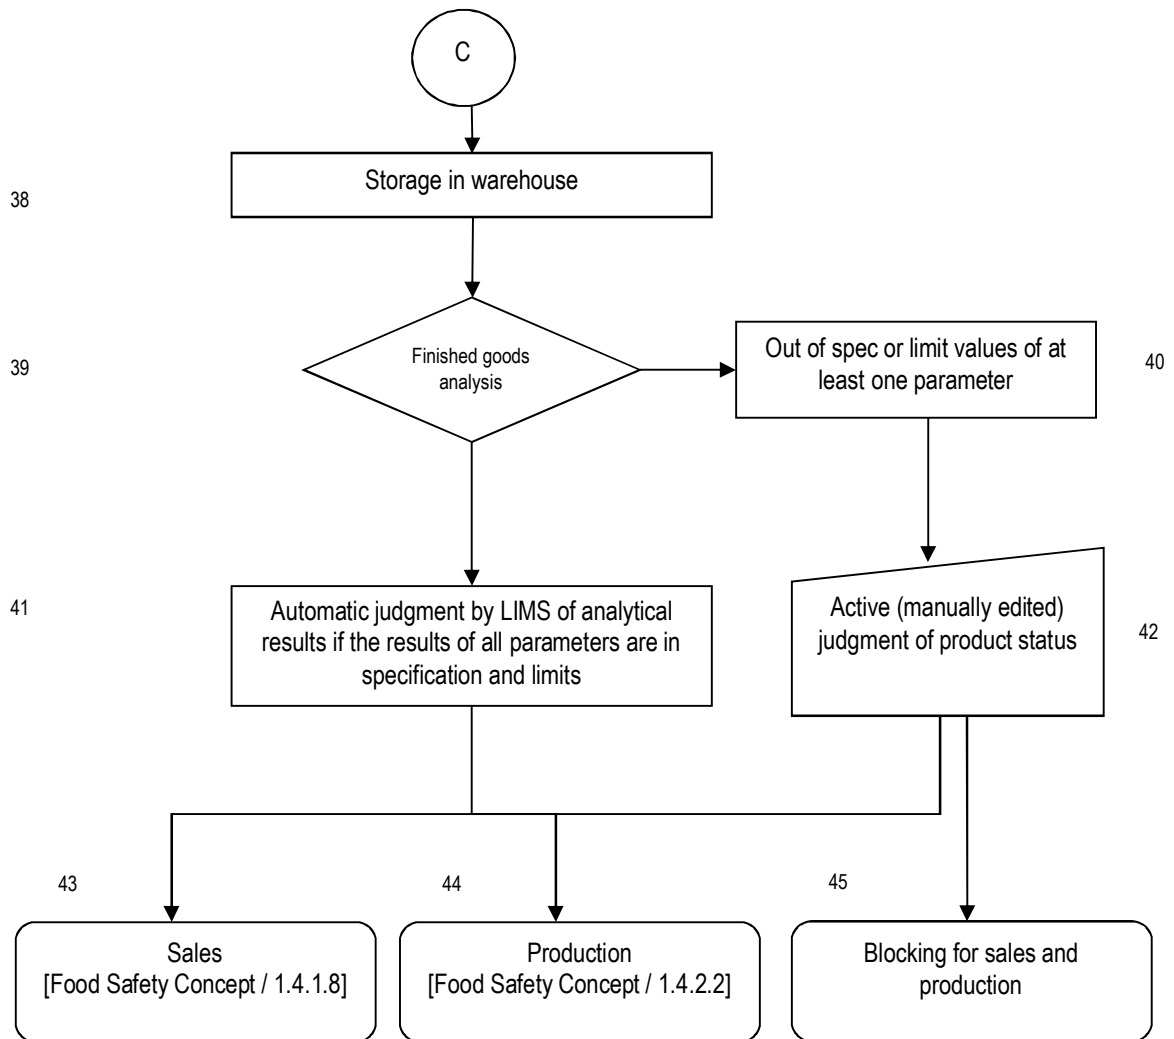 C
Storage in warehouse
38
Finished goods
analysis
39
Out of spec or limit values of at
least one parameter
40
Automatic judgment by LIMS of analytical
results if the results of all parameters are in
specification and limits
41
Active (manually edited)
judgment of product status
42
43
44
45
Sales
[Food Safety Concept / 1.4.1.8]
Production
[Food Safety Concept / 1.4.2.2]
Blocking for sales and
production